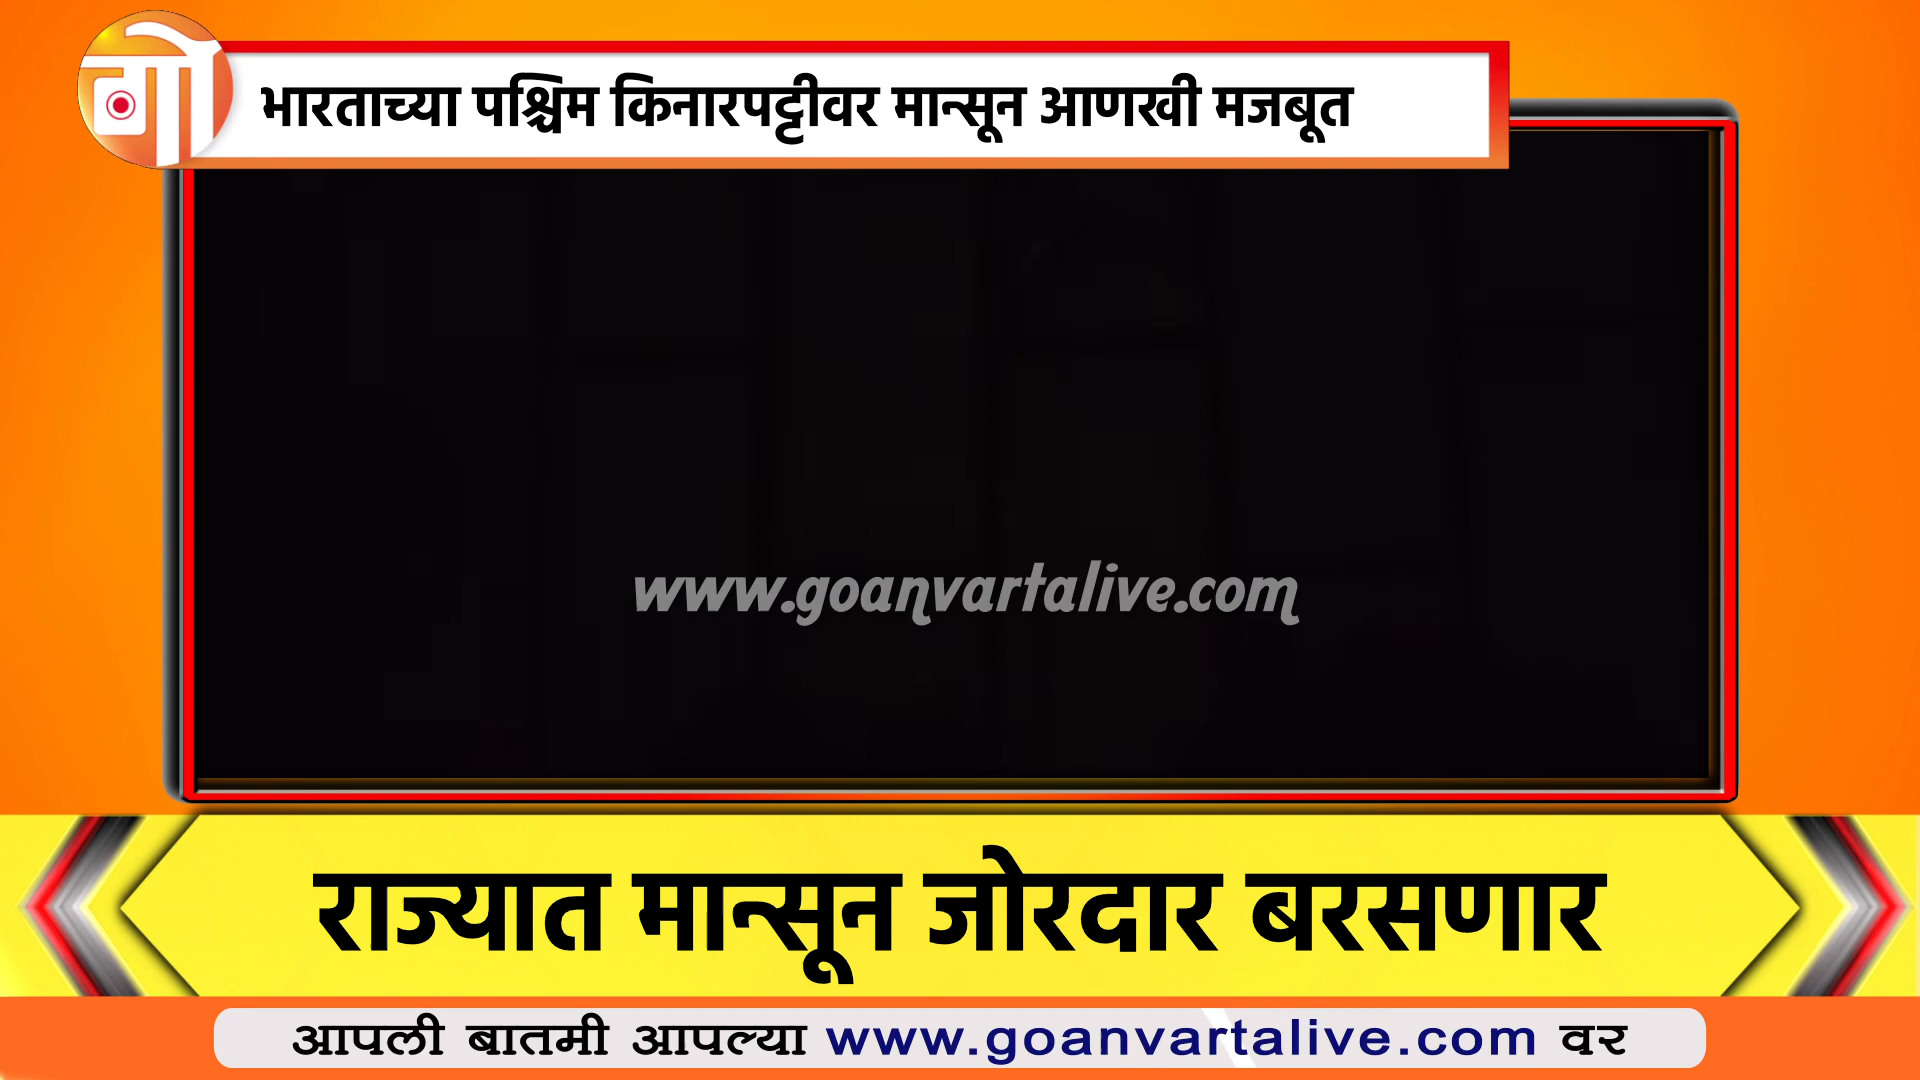 गो
भारताच्या पश्चिम किनारपट्टीवर मान्सून आणखी मजबूत
www.goanvartalive.com
राज्यात मान्सून जोरदार बरसणार
आपली बातमी आपल्या www.goanvartalive.com वर